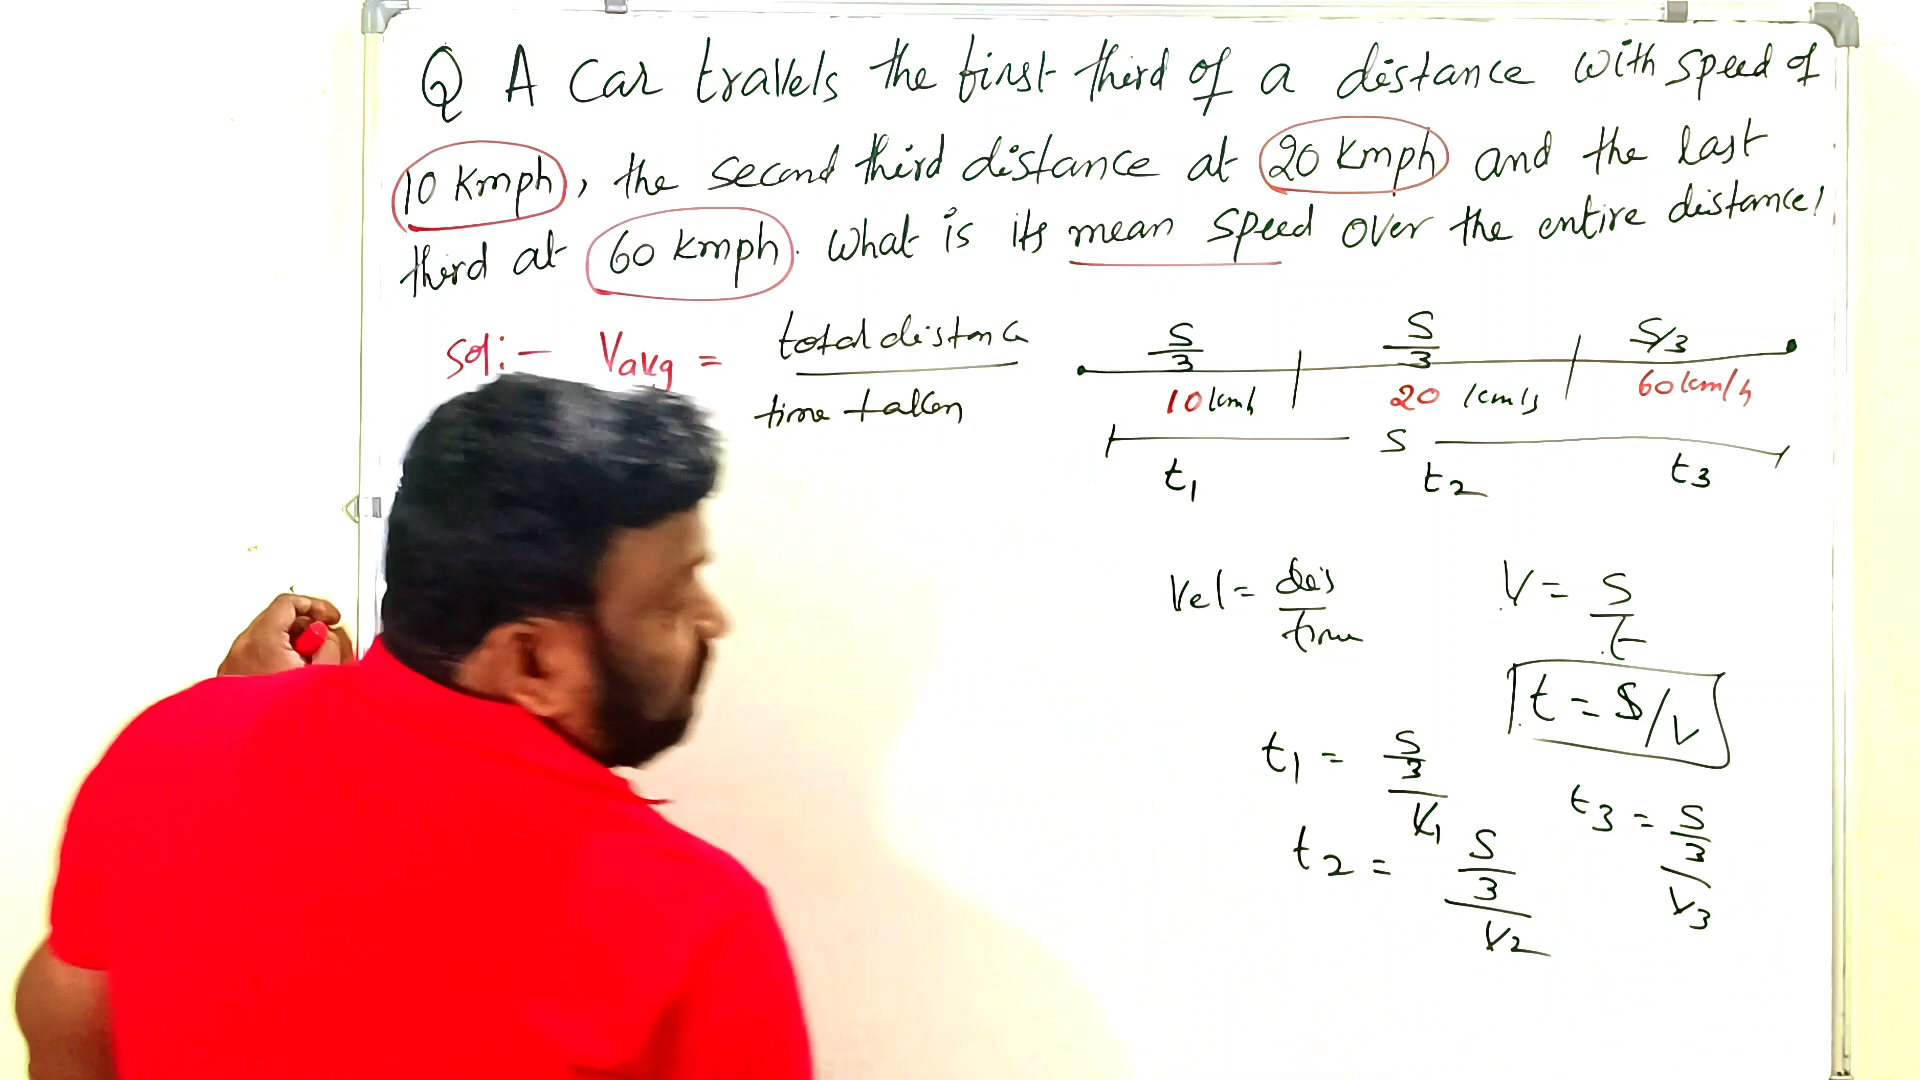 Q A Car travels the first third of a distance with speed of
10 Kmph, the second third distance at 20 Kmph and the last
third at 60 kmph. What is its mean speed over the entire distance/
Sol:- Vavg = total distance
time taken
S/3 S/3 S/3
10 kmh 20 km/s 60 km/h
S
t1 t2 t3
Vel = dis/time V = S/t
t = S/V
t1 = S/3/V1
t2 = S/3/V2
t3 = S/3/V3